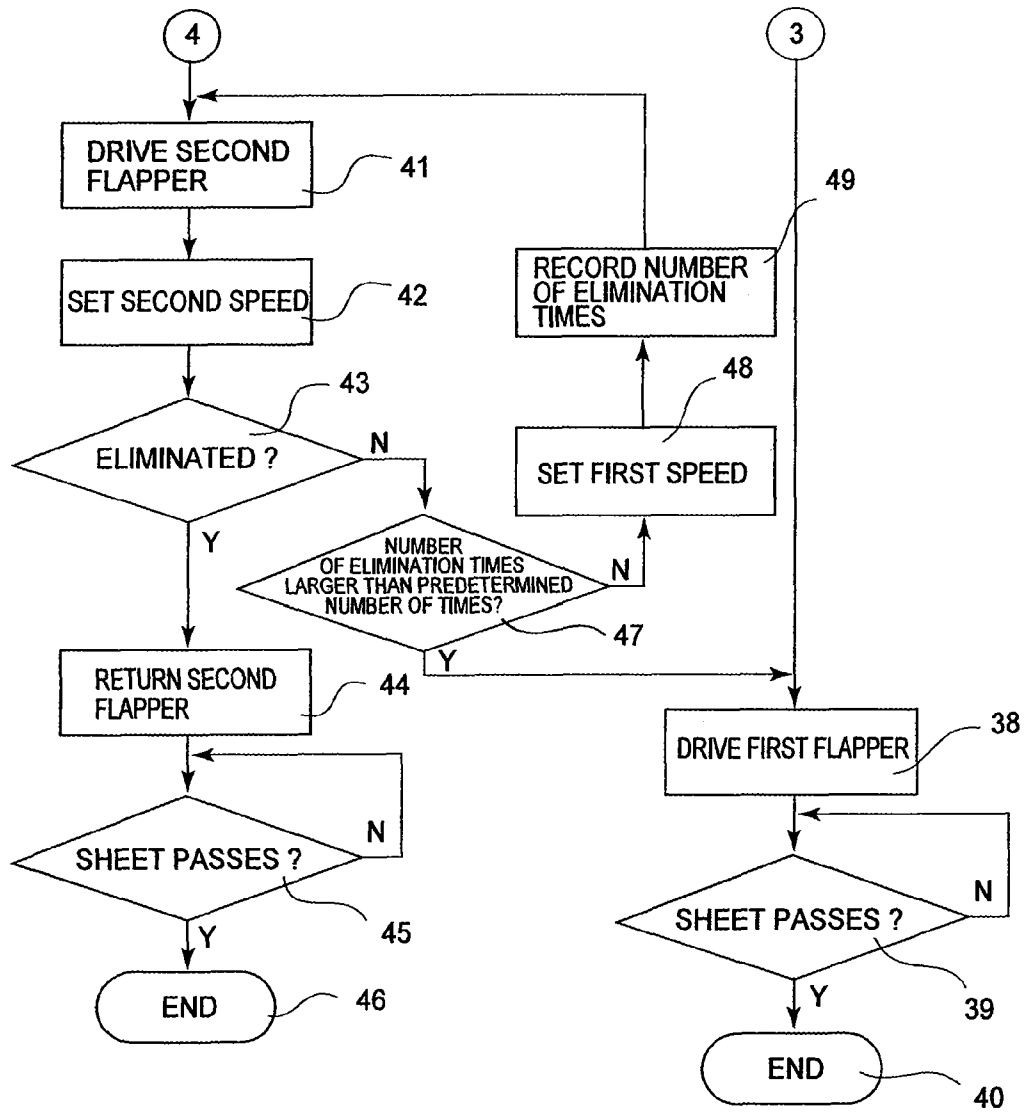 4
3
DRIVE SECOND
FLAPPER
41
49
SET SECOND SPEED
42
RECORD NUMBER
OF ELIMINATION
TIMES
43
48
ELIMINATED ?
N
SET FIRST SPEED
Y
NUMBER
OF ELIMINATION TIMES
LARGER THAN PREDETERMINED
NUMBER OF TIMES?
N
47
Y
RETURN SECOND
FLAPPER
44
38
DRIVE FIRST FLAPPER
SHEET PASSES ?
N
45
Y
SHEET PASSES ?
N
39
Y
END
46
END
40